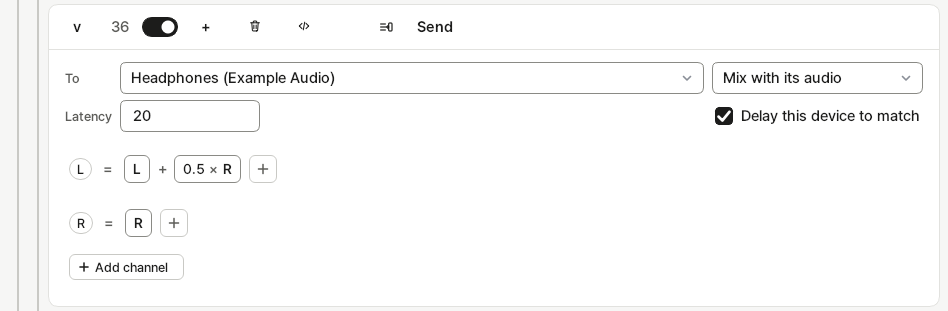 v 36 + </> Send
To Headphones (Example Audio) Mix with its audio
Latency 20 Delay this device to match
L = L + 0.5 × R +
R = R +
+ Add channel